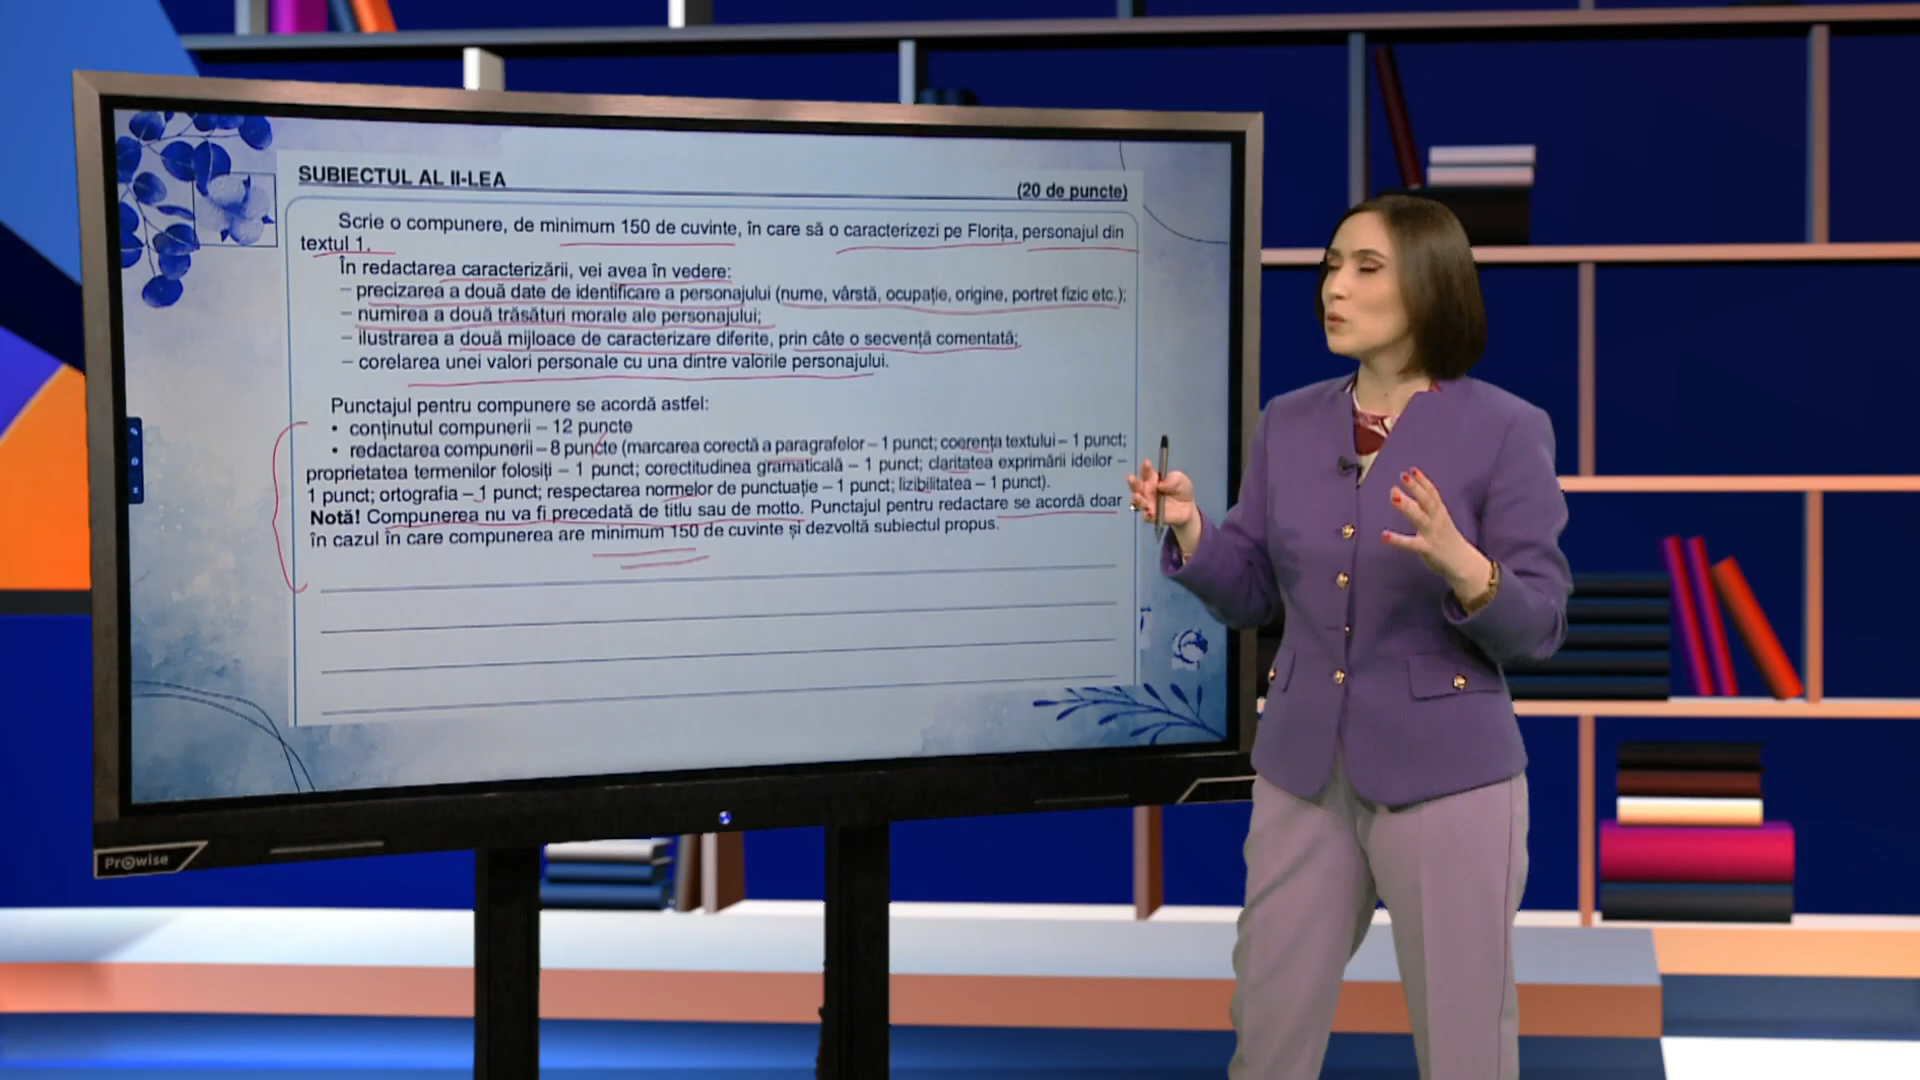 SUBIECTUL AL II-LEA
(20 de puncte)
Scrie o compunere, de minimum 150 de cuvinte, în care să o caracterizezi pe Florița, personajul din
textul 1.
În redactarea caracterizării, vei avea în vedere:
– precizarea a două date de identificare a personajului (nume, vârstă, ocupație, origine, portret fizic etc.);
– numirea a două trăsături morale ale personajului;
– ilustrarea a două mijloace de caracterizare diferite, prin câte o secvență comentată;
– corelarea unei valori personale cu una dintre valorile personajului.
Punctajul pentru compunere se acordă astfel:
• conținutul compunerii – 12 puncte
• redactarea compunerii – 8 puncte (marcarea corectă a paragrafelor – 1 punct; coerența textului – 1 punct;
proprietatea termenilor folosiți – 1 punct; corectitudinea gramaticală – 1 punct; claritatea exprimării ideilor –
1 punct; ortografia – 1 punct; respectarea normelor de punctuație – 1 punct; lizibilitatea – 1 punct).
Notă! Compunerea nu va fi precedată de titlu sau de motto. Punctajul pentru redactare se acordă doar
în cazul în care compunerea are minimum 150 de cuvinte și dezvoltă subiectul propus.
Prowise